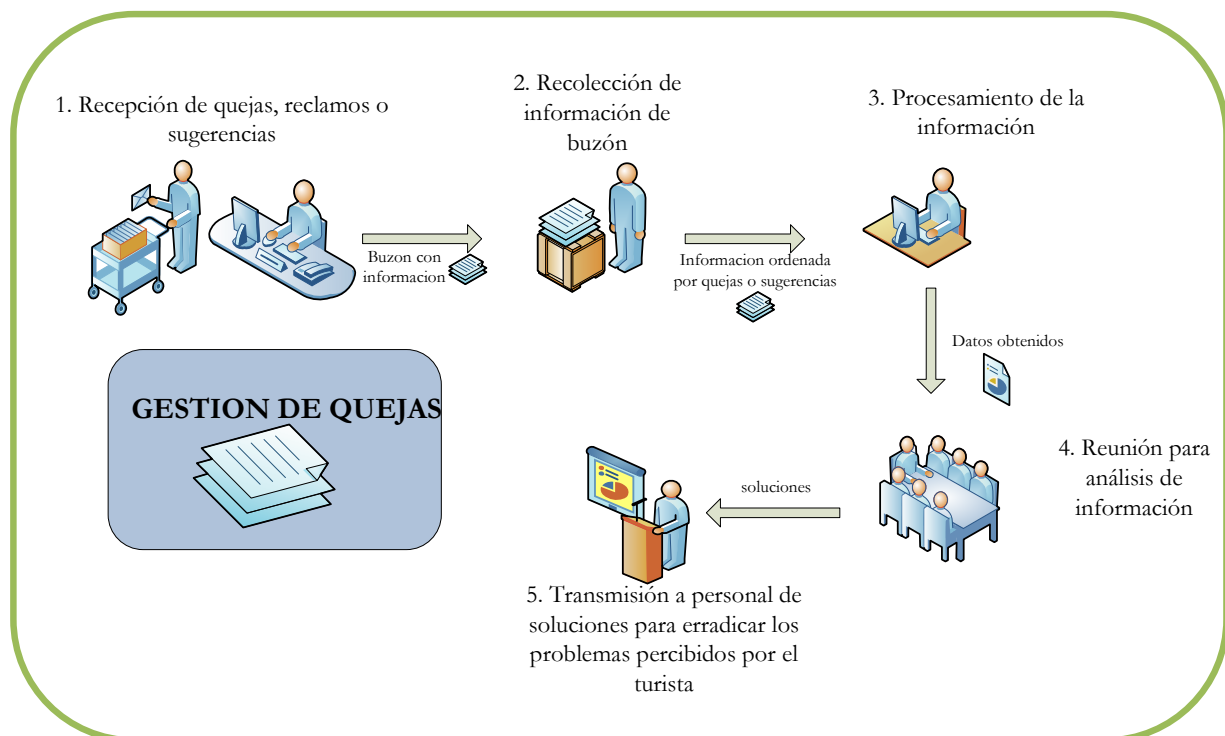 1. Recepción de quejas, reclamos o
sugerencias
2. Recolección de
información de
buzón
3. Procesamiento de la
información
Buzon con
informacion
Informacion ordenada
por quejas o sugerencias
Datos obtenidos
GESTION DE QUEJAS
4. Reunión para
análisis de
información
soluciones
5. Transmisión a personal de
soluciones para erradicar los
problemas percibidos por el
turista